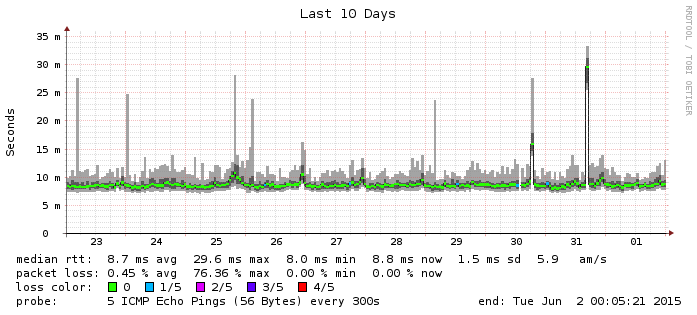 Last 10 Days
RRDTOOL / TOBI OETIKER
Seconds
35 m
30 m
25 m
20 m
15 m
10 m
5 m
0
23 24 25 26 27 28 29 30 31 01
median rtt: 8.7 ms avg 29.6 ms max 8.0 ms min 8.8 ms now 1.5 ms sd 5.9 am/s
packet loss: 0.45 % avg 76.36 % max 0.00 % min 0.00 % now
loss color: 0 1/5 2/5 3/5 4/5
probe: 5 ICMP Echo Pings (56 Bytes) every 300s end: Tue Jun 2 00:05:21 2015